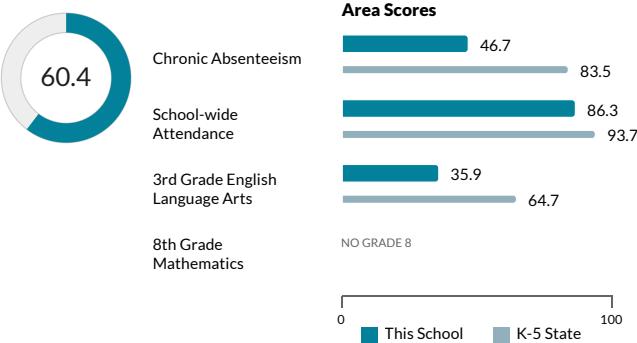 Area Scores
60.4
Chronic Absenteeism
46.7
83.5
School-wide
Attendance
86.3
93.7
3rd Grade English
Language Arts
35.9
64.7
8th Grade
Mathematics
NO GRADE 8
0
100
This School
K-5 State